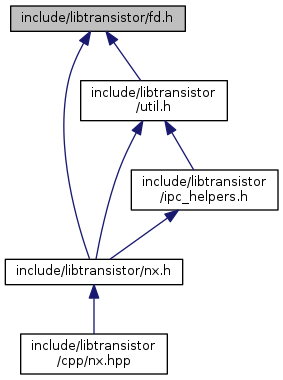 include/libtransistor/fd.h
include/libtransistor
/util.h
include/libtransistor
/ipc_helpers.h
include/libtransistor/nx.h
include/libtransistor
/cpp/nx.hpp